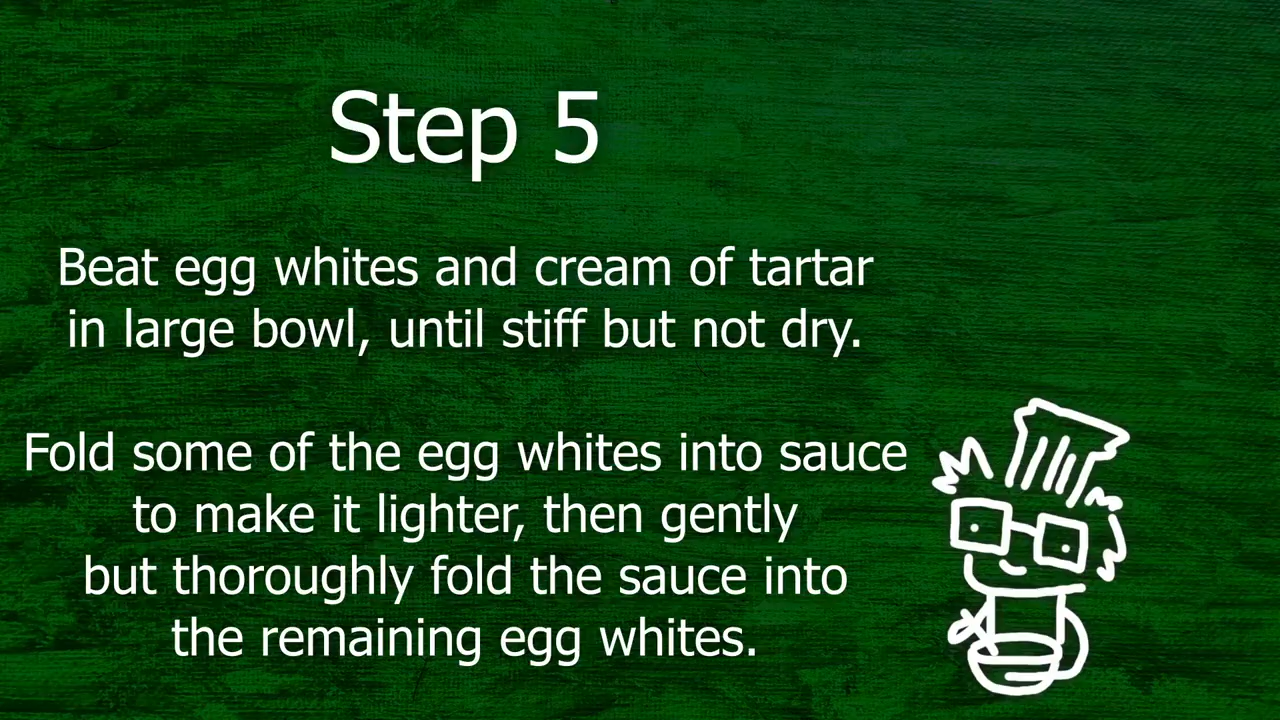 Step 5
Beat egg whites and cream of tartar
in large bowl, until stiff but not dry.
Fold some of the egg whites into sauce
to make it lighter, then gently
but thoroughly fold the sauce into
the remaining egg whites.